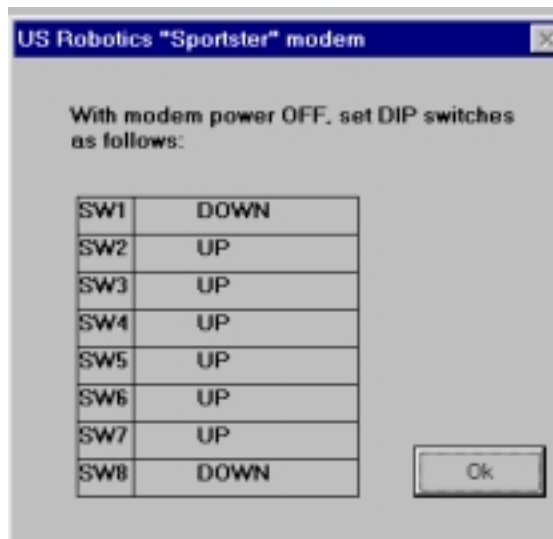 US Robotics "Sportster" modem
With modem power OFF, set DIP switches
as follows:
SW1 DOWN
SW2 UP
SW3 UP
SW4 UP
SW5 UP
SW6 UP
SW7 UP
SW8 DOWN
Ok